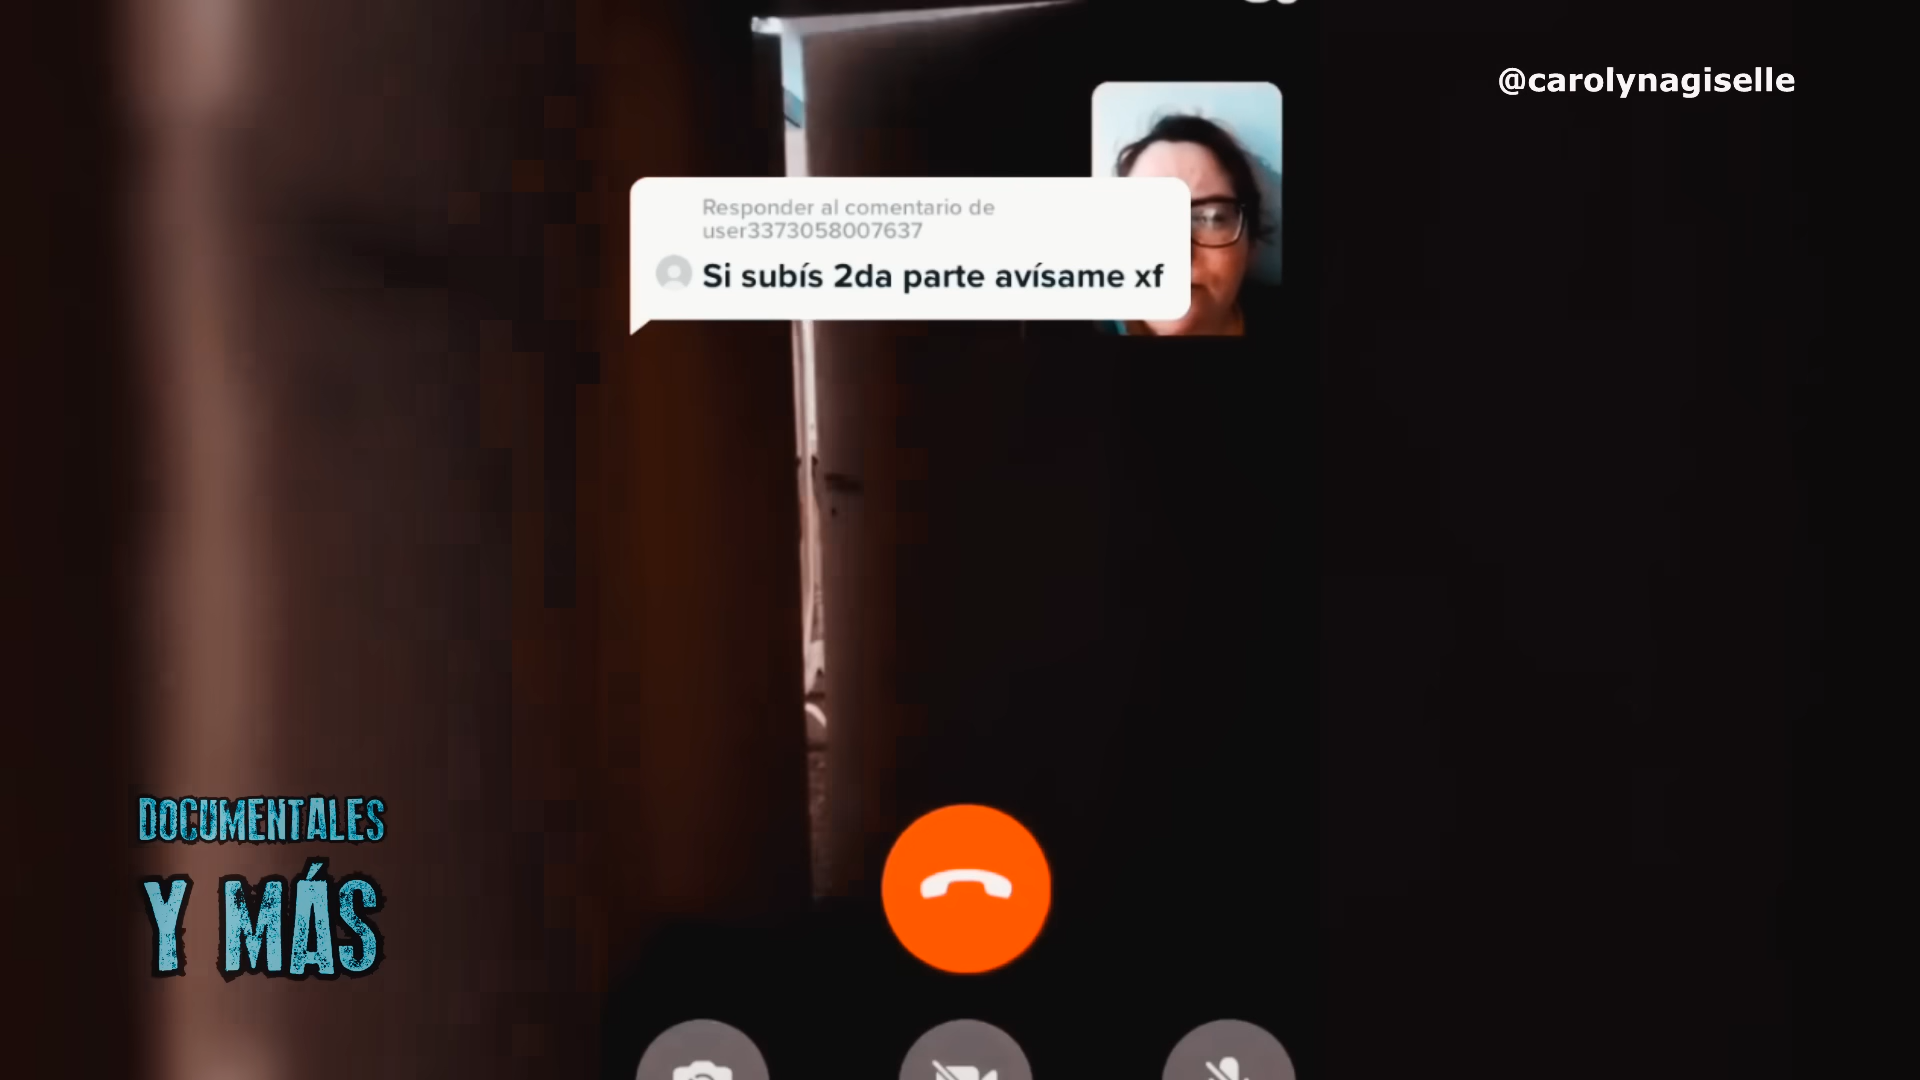 @carolynagiselle
Responder al comentario de
user3373058007637
Si subís 2da parte avísame xf
DOCUMENTALES
Y MÁS